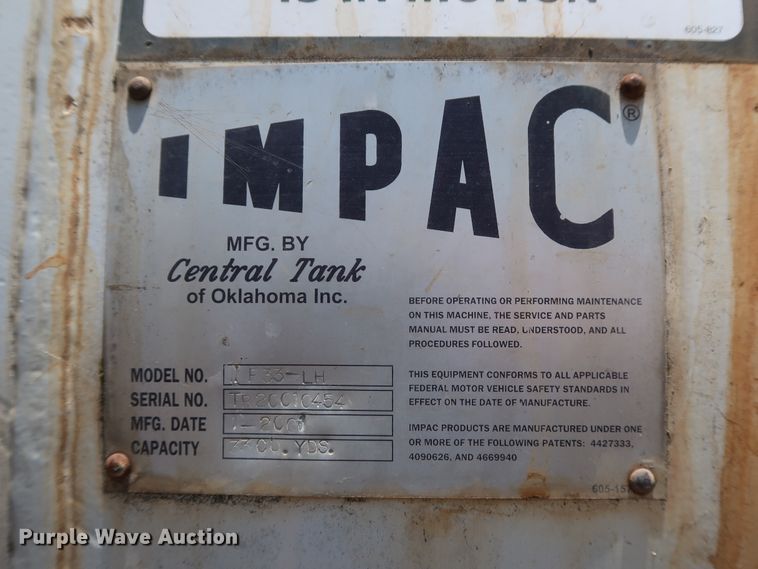 IS IN MOTION
605-827
IMPAC®
MFG. BY
Central Tank
of Oklahoma Inc.
BEFORE OPERATING OR PERFORMING MAINTENANCE
ON THIS MACHINE, THE SERVICE AND PARTS
MANUAL MUST BE READ, UNDERSTOOD, AND ALL
PROCEDURES FOLLOWED.
THIS EQUIPMENT CONFORMS TO ALL APPLICABLE
FEDERAL MOTOR VEHICLE SAFETY STANDARDS IN
EFFECT ON THE DATE OF MANUFACTURE.
IMPAC PRODUCTS ARE MANUFACTURED UNDER ONE
OR MORE OF THE FOLLOWING PATENTS: 4427333,
4090626, AND 4669940
MODEL NO.
SERIAL NO.
MFG. DATE
CAPACITY YDS.
Purple Wave Auction